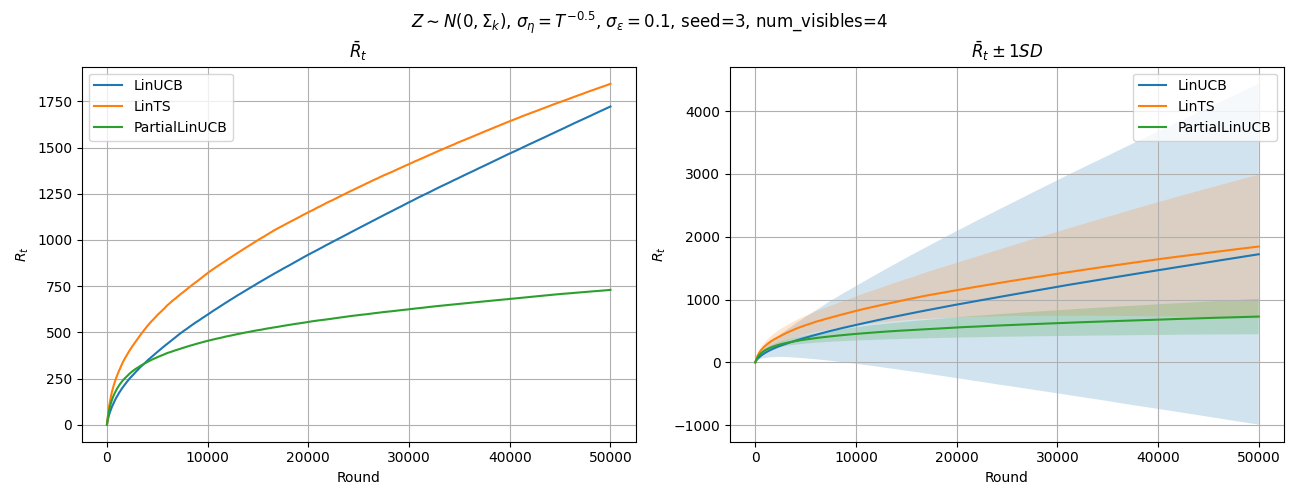 Z ∼ N(0, Σ_k), σ_η = T^{−0.5}, σ_ε = 0.1, seed=3, num_visibles=4
R̄_t
LinUCB
LinTS
PartialLinUCB
R_t
1750
1500
1250
1000
750
500
250
0
0 10000 20000 30000 40000 50000
Round
R̄_t ± 1SD
LinUCB
LinTS
PartialLinUCB
R_t
4000
3000
2000
1000
0
−1000
0 10000 20000 30000 40000 50000
Round